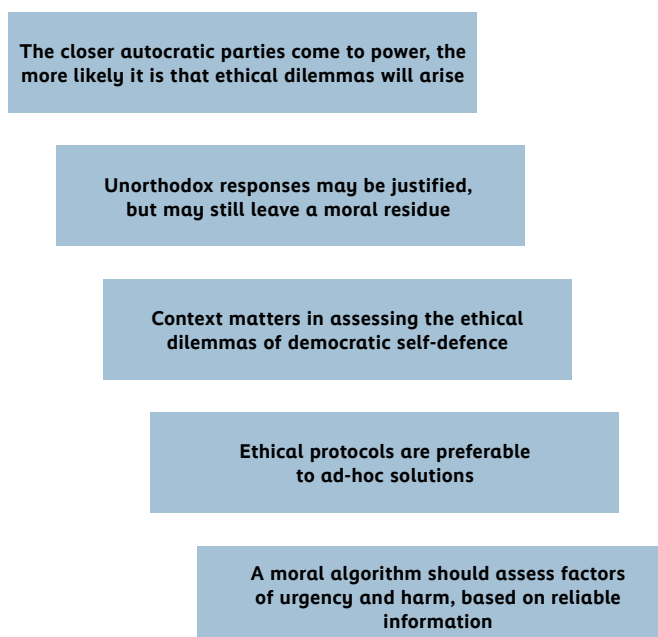 The closer autocratic parties come to power, the
more likely it is that ethical dilemmas will arise
Unorthodox responses may be justified,
but may still leave a moral residue
Context matters in assessing the ethical
dilemmas of democratic self-defence
Ethical protocols are preferable
to ad-hoc solutions
A moral algorithm should assess factors
of urgency and harm, based on reliable
information